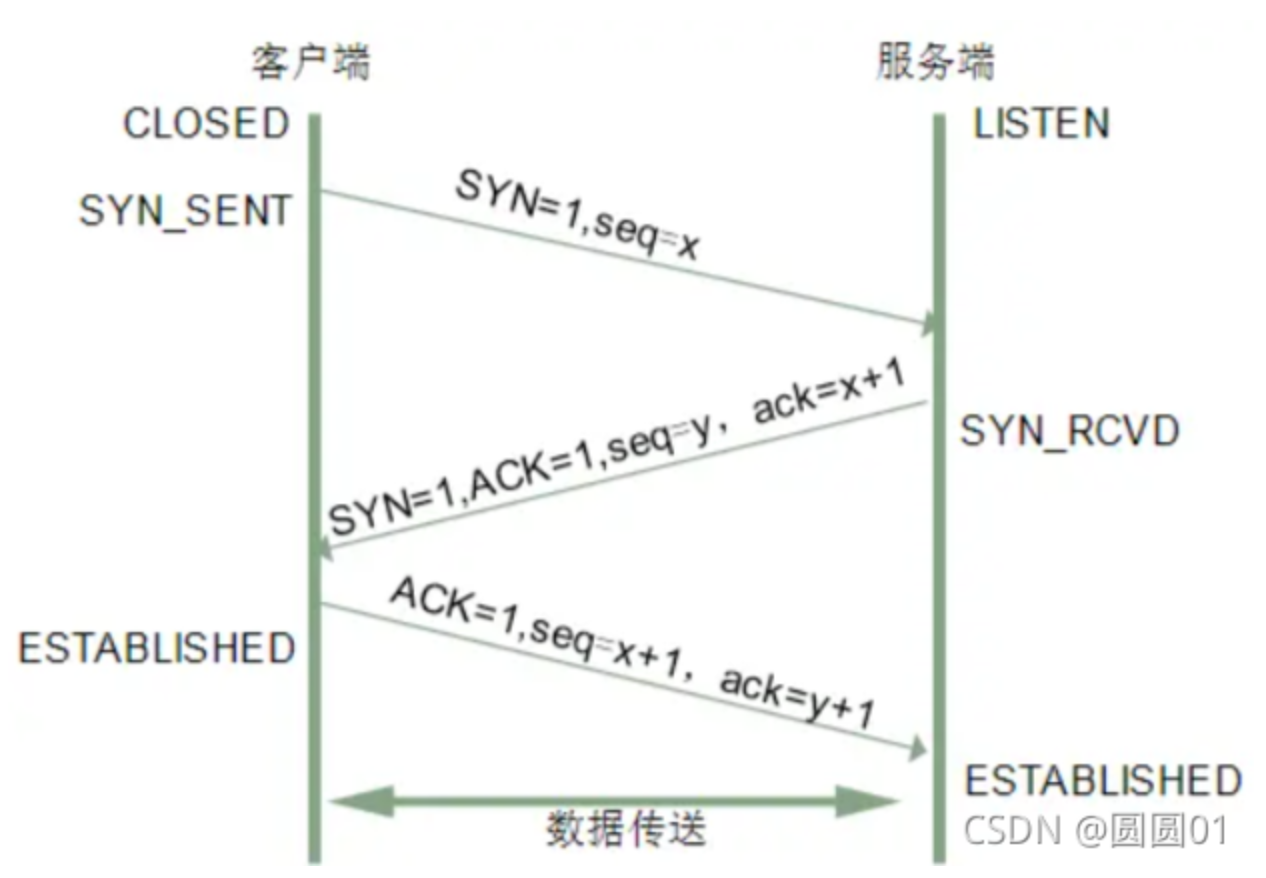 客户端
服务端
CLOSED
LISTEN
SYN_SENT
SYN=1,seq=x
SYN=1,ACK=1,seq=y，ack=x+1
SYN_RCVD
ACK=1,seq=x+1，ack=y+1
ESTABLISHED
ESTABLISHED
数据传送
CSDN @圆圆01